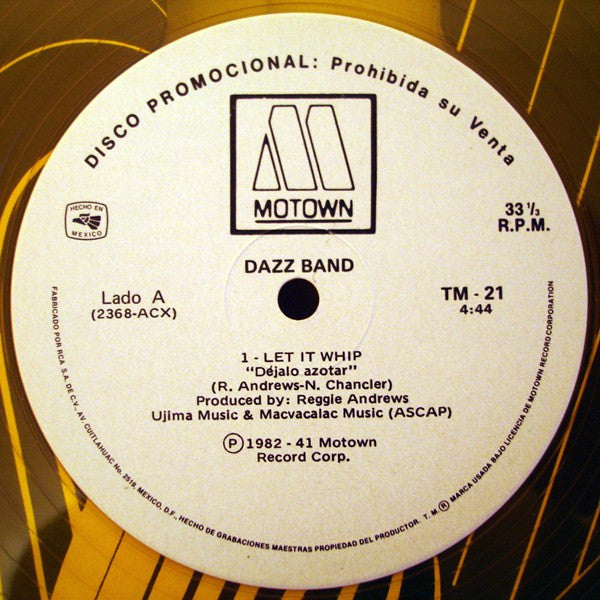 DISCO PROMOCIONAL: Prohibida su Venta
MOTOWN
HECHO EN
MEXICO
33 1/3
R.P.M.
DAZZ BAND
Lado A
(2368-ACX)
TM - 21
4:44
1 - LET IT WHIP
"Déjalo azotar"
(R. Andrews-N. Chancler)
Produced by: Reggie Andrews
Ujima Music & Macvacalac Music (ASCAP)
Ⓟ 1982 - 41 Motown
Record Corp.
FABRICADO POR RCA S.A. DE C.V., AV. CUITLAHUAC No. 2519, MEXICO, D.F., HECHO DE GRABACIONES MAESTRAS PROPIEDAD DEL PRODUCTOR. T.M.® MARCA USADA BAJO LICENCIA DE MOTOWN RECORD CORPORATION